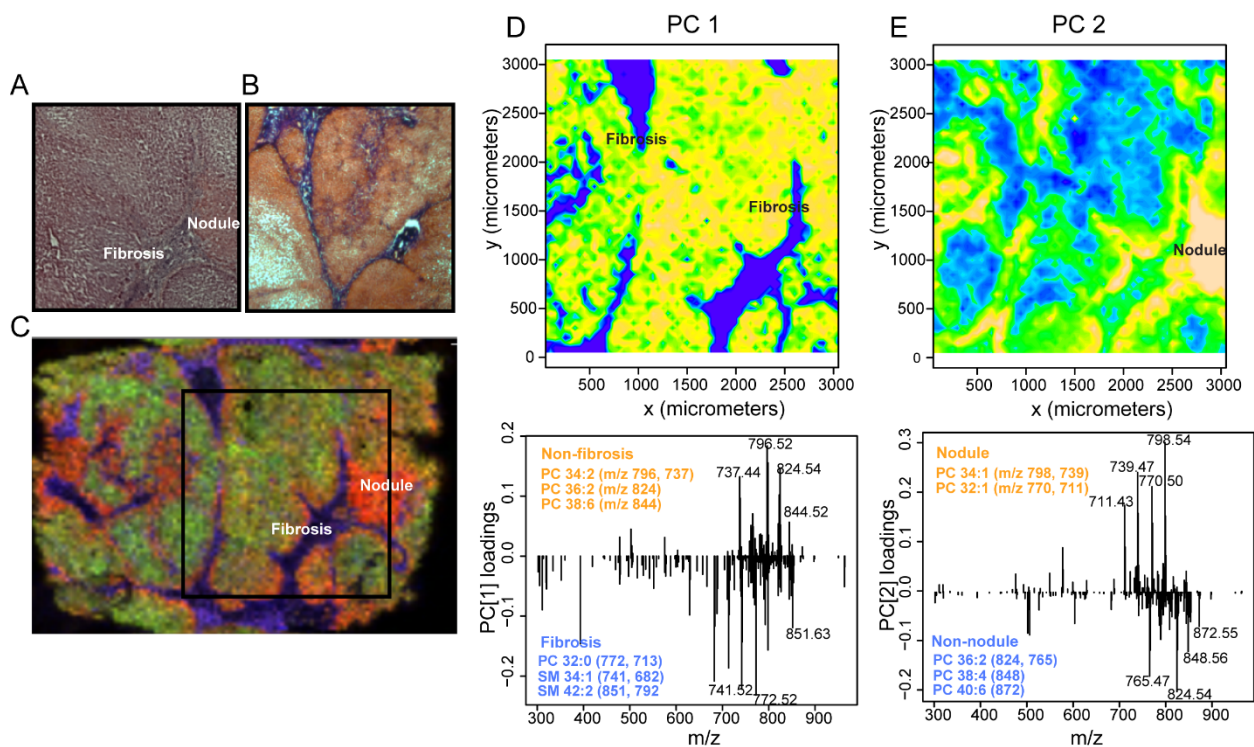 A
B
Nodule
Fibrosis
C
Nodule
Fibrosis
D
PC 1
y (micrometers)
3000
2500
2000
1500
1000
500
0
Fibrosis
Fibrosis
500
1000
1500
2000
2500
3000
x (micrometers)
E
PC 2
y (micrometers)
3000
2500
2000
1500
1000
500
0
Nodule
500
1000
1500
2000
2500
3000
x (micrometers)
PC[1] loadings
0.2
0.1
0.0
-0.1
-0.2
Non-fibrosis
PC 34:2 (m/z 796, 737)
PC 36:2 (m/z 824)
PC 38:6 (m/z 844)
796.52
737.44
824.54
844.52
851.63
741.52
772.52
Fibrosis
PC 32:0 (772, 713)
SM 34:1 (741, 682)
SM 42:2 (851, 792
300
400
500
600
700
800
900
m/z
PC[2] loadings
0.3
0.2
0.1
0.0
-0.1
-0.2
Nodule
PC 34:1 (m/z 798, 739)
PC 32:1 (m/z 770, 711)
798.54
739.47
770.50
711.43
872.55
848.56
765.47
824.54
Non-nodule
PC 36:2 (824, 765)
PC 38:4 (848)
PC 40:6 (872)
300
400
500
600
700
800
900
m/z